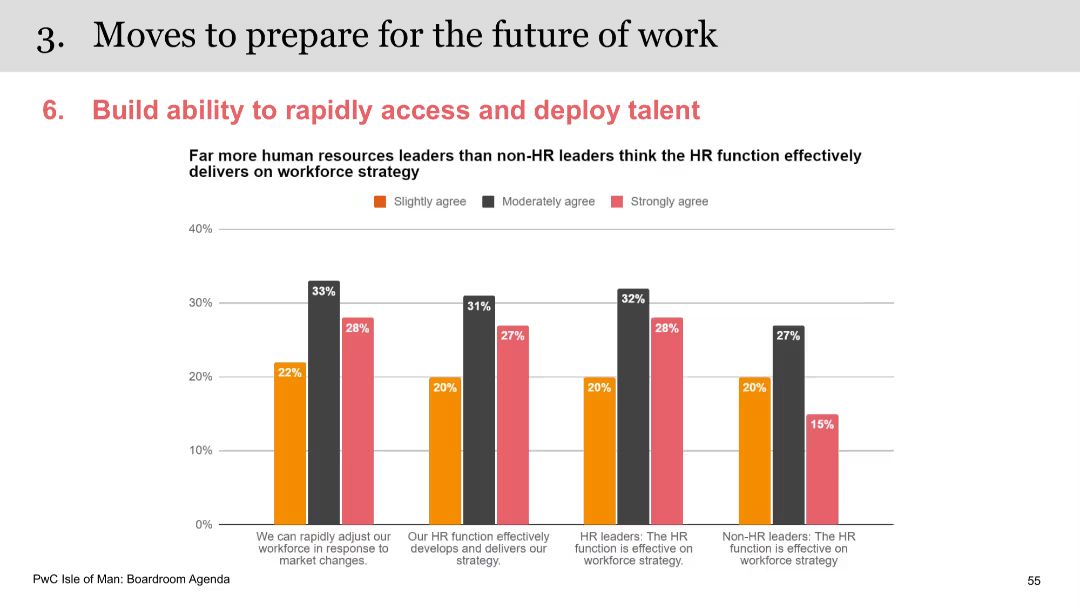 3. Moves to prepare for the future of work
6. Build ability to rapidly access and deploy talent
Far more human resources leaders than non-HR leaders think the HR function effectively
delivers on workforce strategy
Slightly agree Moderately agree Strongly agree
40%
30%
20%
10%
0%
22%
33%
28%
20%
31%
27%
20%
32%
28%
20%
27%
15%
We can rapidly adjust our
workforce in response to
market changes.
Our HR function effectively
develops and delivers our
strategy.
HR leaders: The HR
function is effective on
workforce strategy.
Non-HR leaders: The HR
function is effective on
workforce strategy
PwC Isle of Man: Boardroom Agenda
55